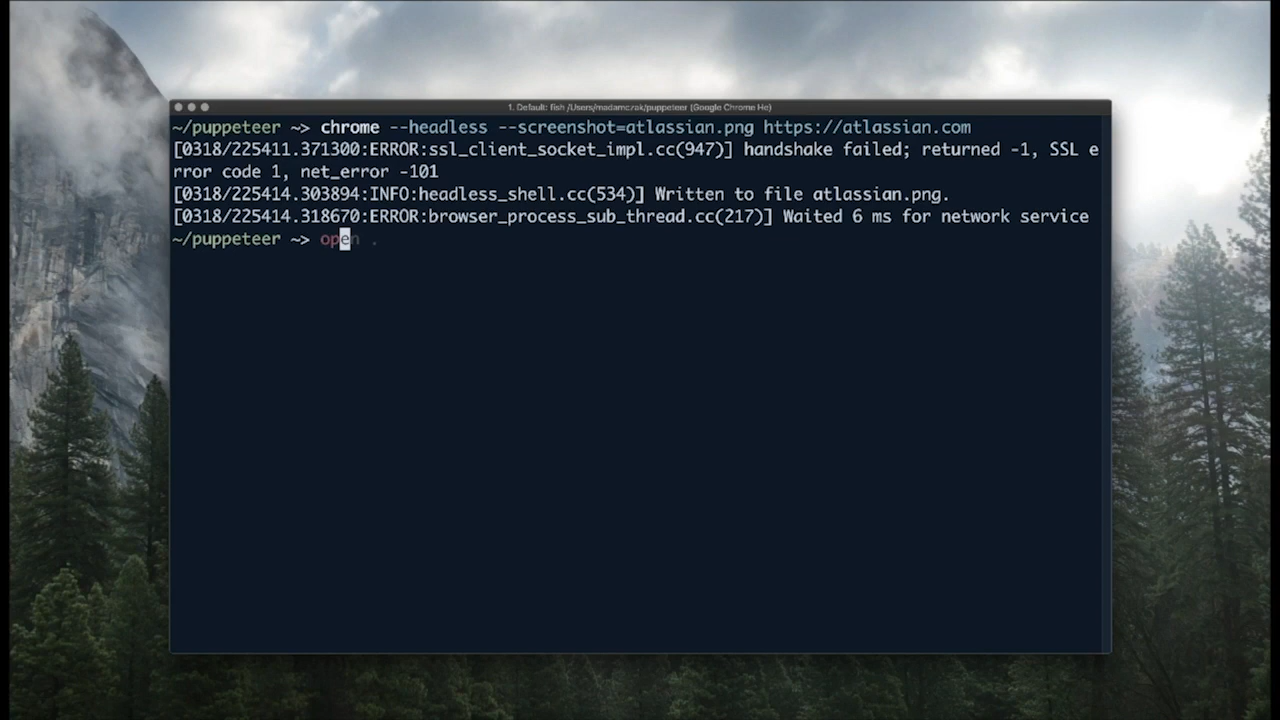 1. Default: fish /Users/madamczak/puppeteer (Google Chrome He)
~/puppeteer ~> chrome --headless --screenshot=atlassian.png https://atlassian.com
[0318/225411.371300:ERROR:ssl_client_socket_impl.cc(947)] handshake failed; returned -1, SSL e
rror code 1, net_error -101
[0318/225414.303894:INFO:headless_shell.cc(534)] Written to file atlassian.png.
[0318/225414.318670:ERROR:browser_process_sub_thread.cc(217)] Waited 6 ms for network service
~/puppeteer ~> open .